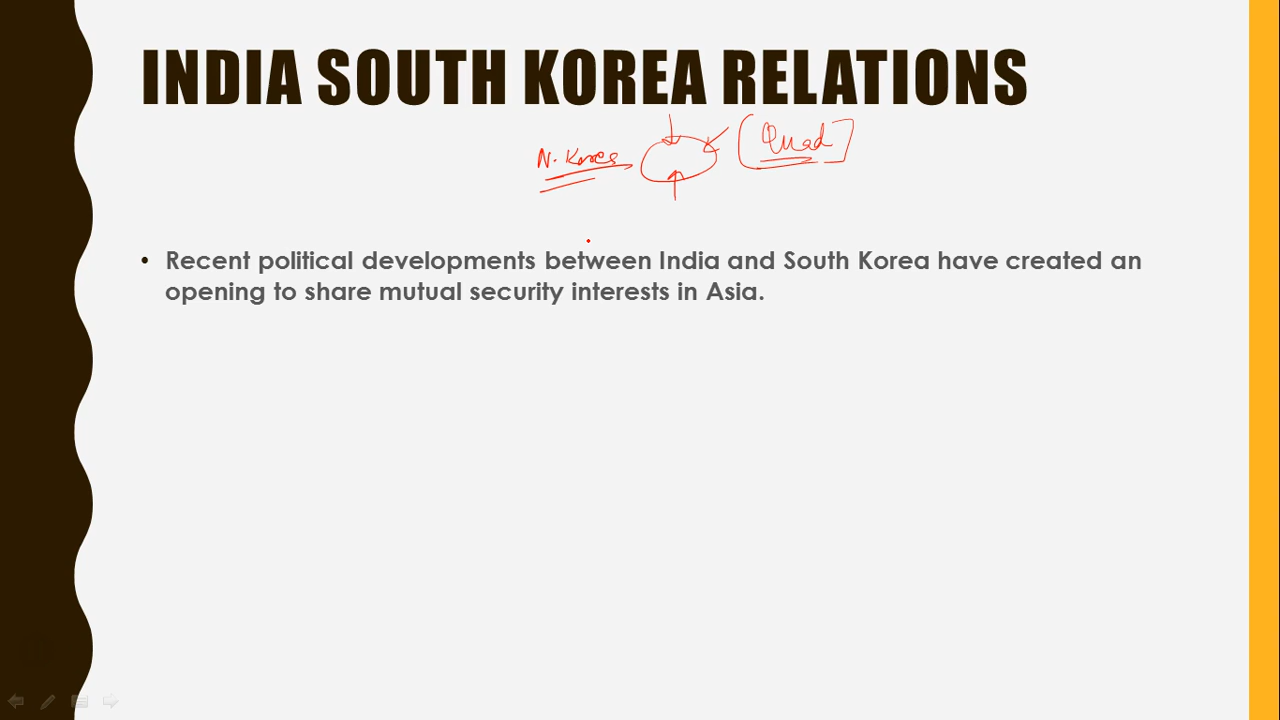 INDIA SOUTH KOREA RELATIONS
N. Korea [Quad]
• Recent political developments between India and South Korea have created an
opening to share mutual security interests in Asia.